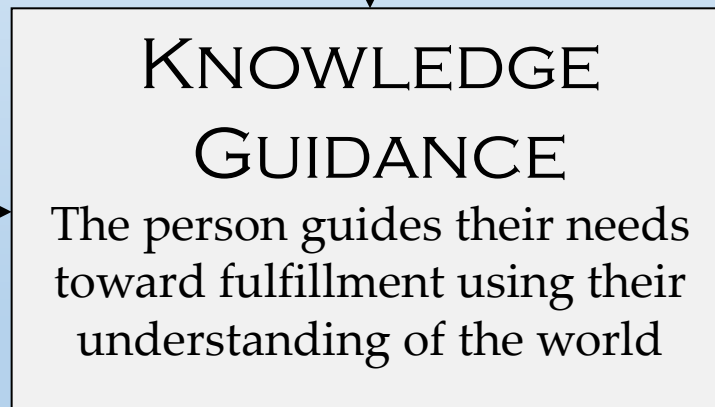 KNOWLEDGE
GUIDANCE
The person guides their needs
toward fulfillment using their
understanding of the world